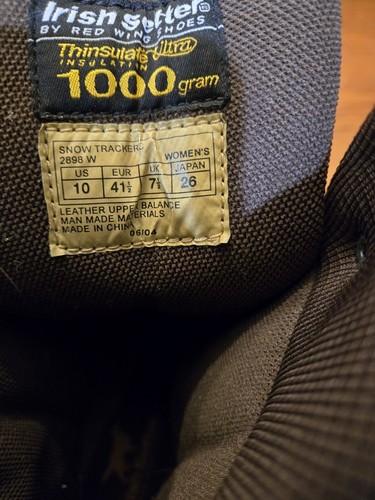 Irish Setter®
BY RED WING SHOES
Thinsulate Ultra
INSULATION
1000 gram
SNOW TRACKERS
2898 W WOMEN'S
US EUR UK JAPAN
10 41½ 7½ 26
LEATHER UPPER BALANCE
MAN MADE MATERIALS
MADE IN CHINA
06/04